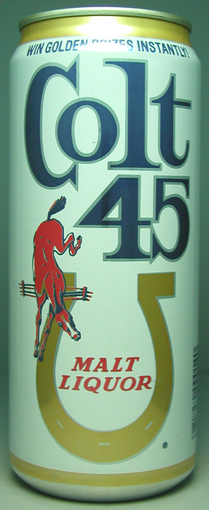 WIN GOLDEN PRIZES INSTANTLY!
Colt
45
MALT
LIQUOR
®